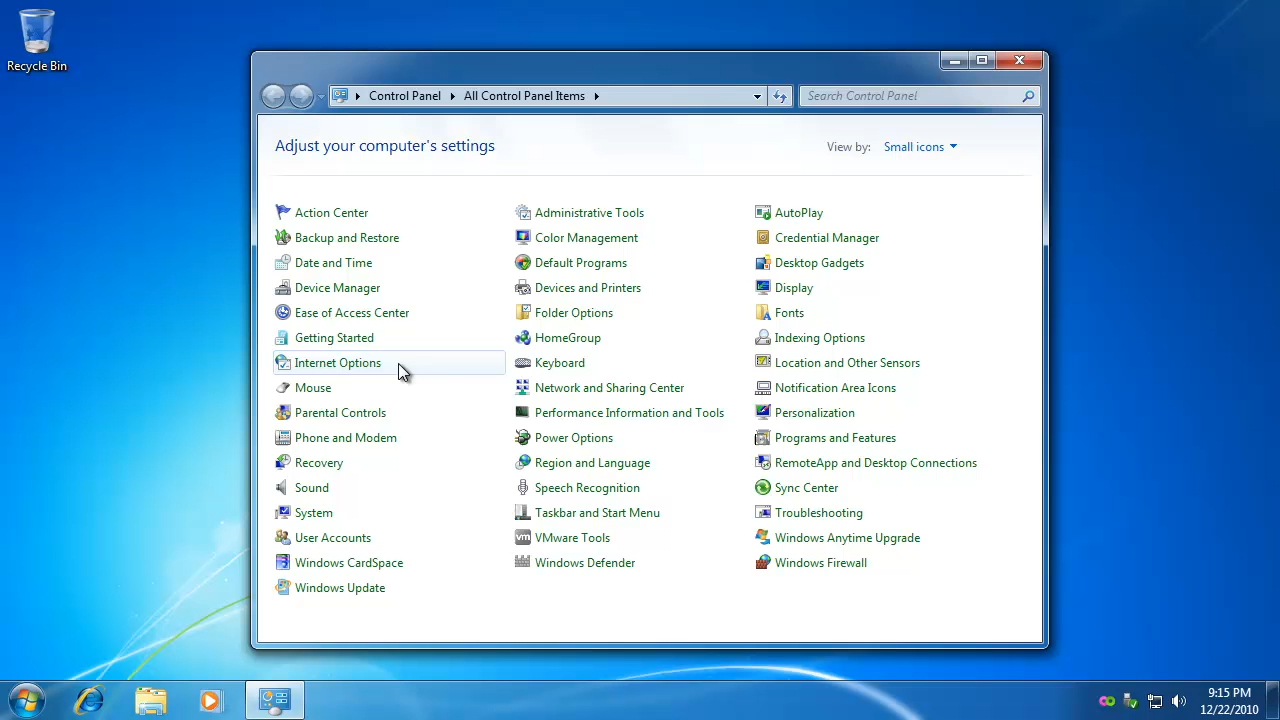 Recycle Bin
Control Panel All Control Panel Items Search Control Panel
Adjust your computer's settings View by: Small icons
Action Center Administrative Tools AutoPlay
Backup and Restore Color Management Credential Manager
Date and Time Default Programs Desktop Gadgets
Device Manager Devices and Printers Display
Ease of Access Center Folder Options Fonts
Getting Started HomeGroup Indexing Options
Internet Options Keyboard Location and Other Sensors
Mouse Network and Sharing Center Notification Area Icons
Parental Controls Performance Information and Tools Personalization
Phone and Modem Power Options Programs and Features
Recovery Region and Language RemoteApp and Desktop Connections
Sound Speech Recognition Sync Center
System Taskbar and Start Menu Troubleshooting
User Accounts VMware Tools Windows Anytime Upgrade
Windows CardSpace Windows Defender Windows Firewall
Windows Update
9:15 PM
12/22/2010